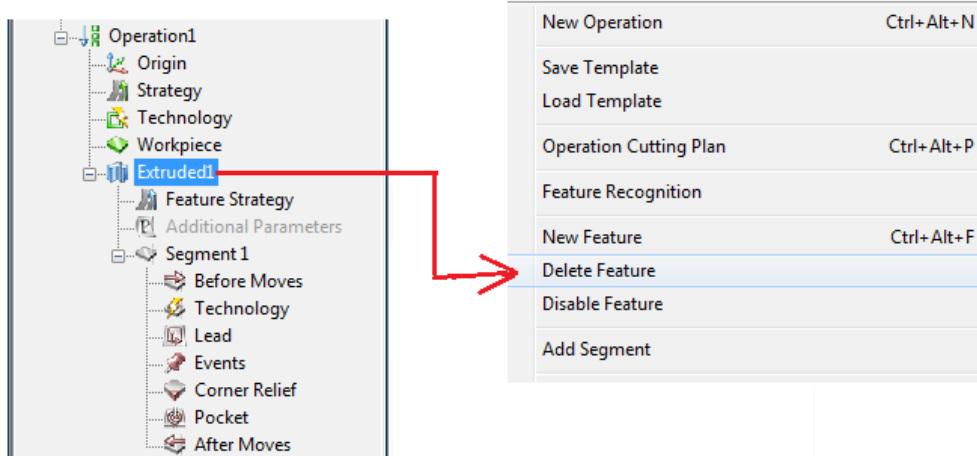 Operation1
Origin
Strategy
Technology
Workpiece
Extruded1
Feature Strategy
Additional Parameters
Segment 1
Before Moves
Technology
Lead
Events
Corner Relief
Pocket
After Moves
New Operation Ctrl+Alt+N
Save Template
Load Template
Operation Cutting Plan Ctrl+Alt+P
Feature Recognition
New Feature Ctrl+Alt+F
Delete Feature
Disable Feature
Add Segment